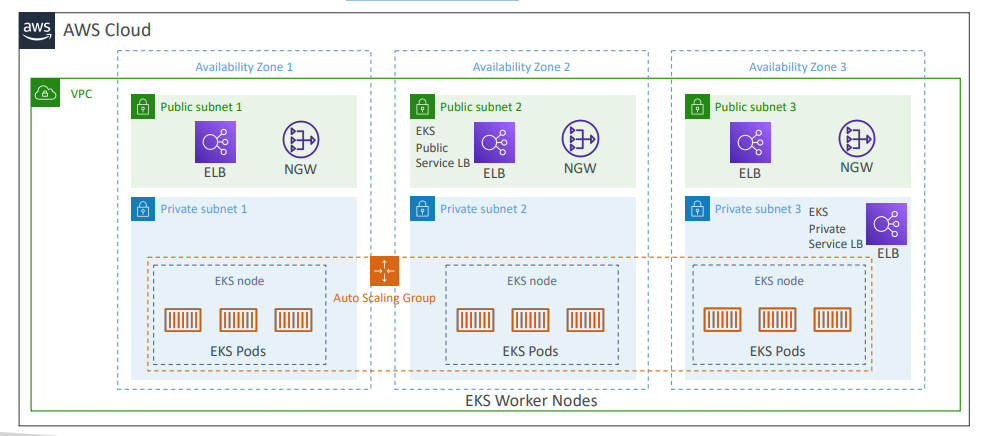 aws
AWS Cloud
Availability Zone 1
Availability Zone 2
Availability Zone 3
VPC
Public subnet 1
ELB
NGW
Public subnet 2
EKS
Public
Service LB
ELB
NGW
Public subnet 3
ELB
NGW
Private subnet 1
Private subnet 2
Private subnet 3
EKS
Private
Service LB
ELB
Auto Scaling Group
EKS node
EKS Pods
EKS node
EKS Pods
EKS node
EKS Pods
EKS Worker Nodes